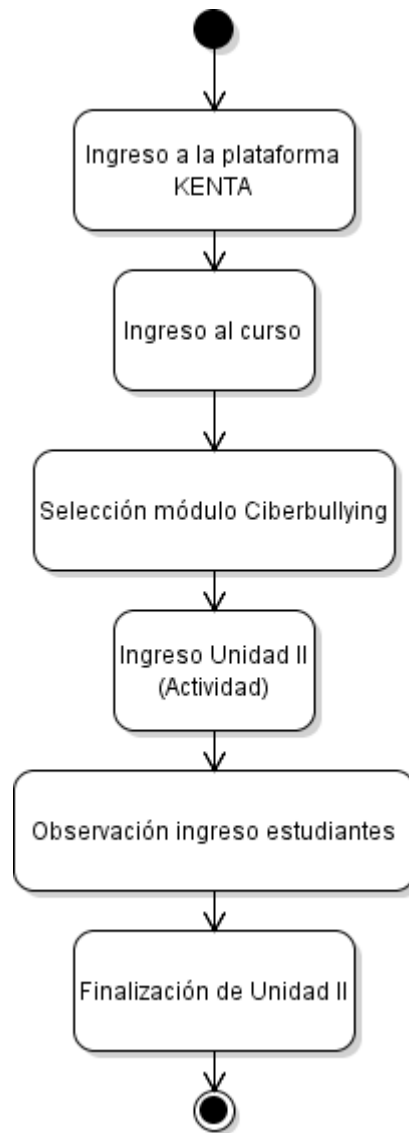 Ingreso a la plataforma
KENTA
Ingreso al curso
Selección módulo Ciberbullying
Ingreso Unidad II
(Actividad)
Observación ingreso estudiantes
Finalización de Unidad II